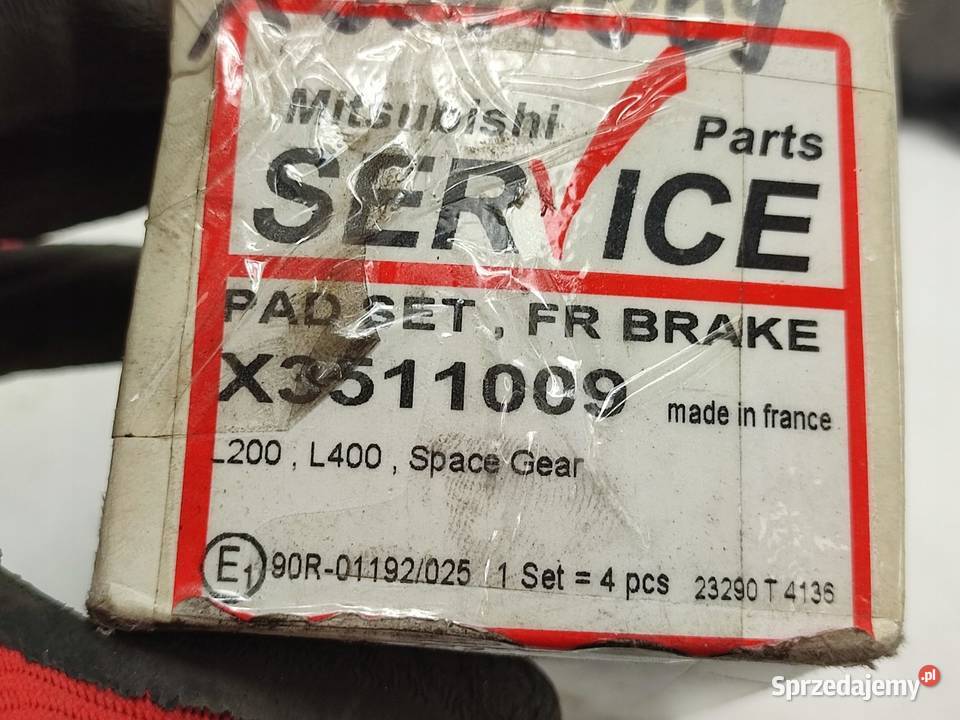 Mitsubishi Parts
SERVICE
PAD SET , FR BRAKE
X3511009 made in france
L200 , L400 , Space Gear
E1 90R-01192/025 1 Set = 4 pcs 23290 T 4136
Sprzedajemy.pl